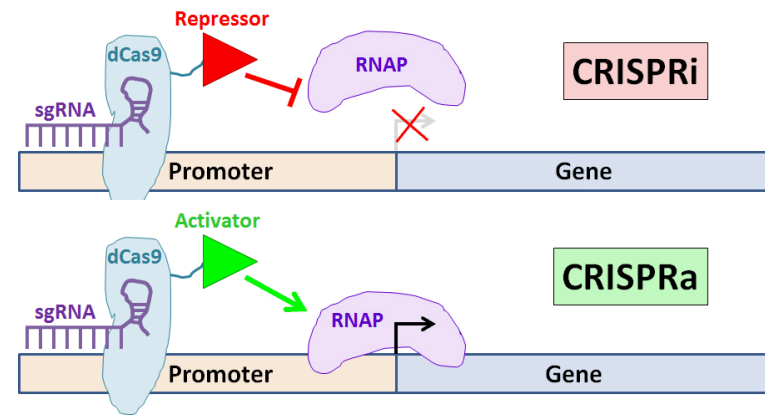 Repressor
dCas9
RNAP
CRISPRi
sgRNA
Promoter
Gene
Activator
dCas9
CRISPRa
sgRNA
RNAP
Promoter
Gene